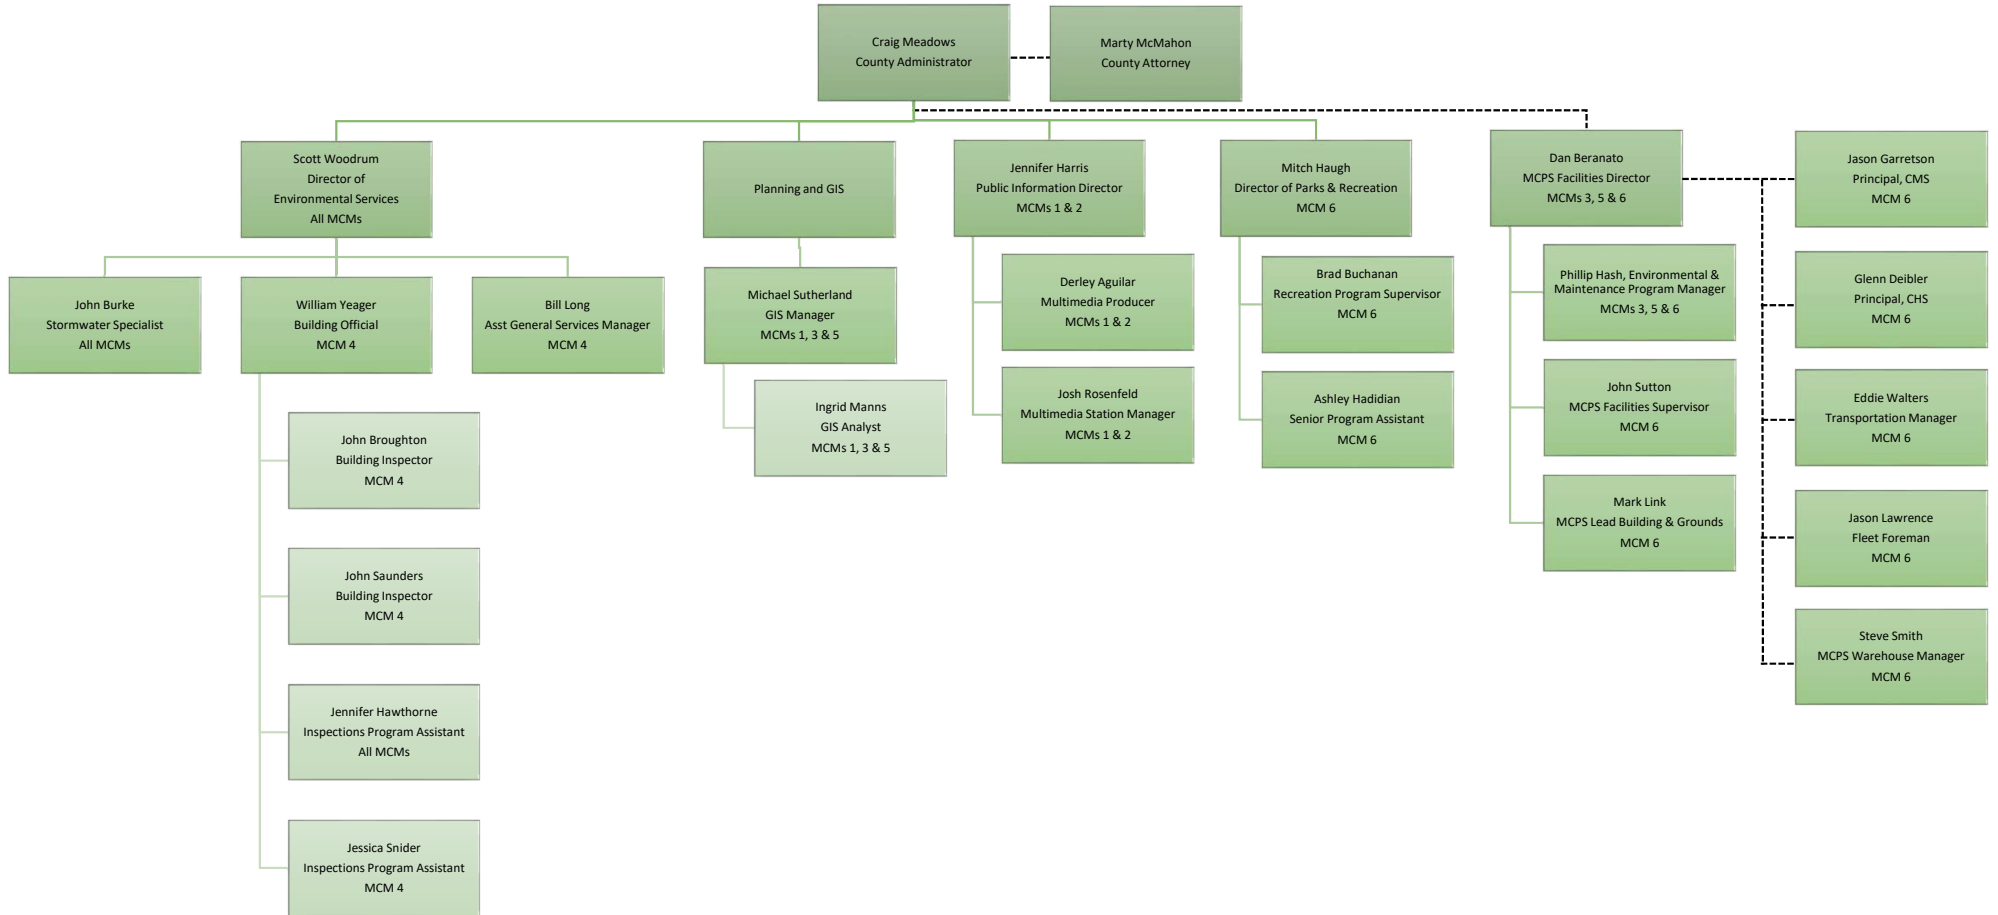 Craig Meadows
County Administrator
Marty McMahon
County Attorney
Scott Woodrum
Director of
Environmental Services
All MCMs
Planning and GIS
Jennifer Harris
Public Information Director
MCMs 1 & 2
Mitch Haugh
Director of Parks & Recreation
MCM 6
Dan Beranato
MCPS Facilities Director
MCMs 3, 5 & 6
Jason Garretson
Principal, CMS
MCM 6
John Burke
Stormwater Specialist
All MCMs
William Yeager
Building Official
MCM 4
Bill Long
Asst General Services Manager
MCM 4
Michael Sutherland
GIS Manager
MCMs 1, 3 & 5
Derley Aguilar
Multimedia Producer
MCMs 1 & 2
Brad Buchanan
Recreation Program Supervisor
MCM 6
Phillip Hash, Environmental &
Maintenance Program Manager
MCMs 3, 5 & 6
Glenn Deibler
Principal, CHS
MCM 6
Ingrid Manns
GIS Analyst
MCMs 1, 3 & 5
Josh Rosenfeld
Multimedia Station Manager
MCMs 1 & 2
Ashley Hadidian
Senior Program Assistant
MCM 6
John Sutton
MCPS Facilities Supervisor
MCM 6
Eddie Walters
Transportation Manager
MCM 6
John Broughton
Building Inspector
MCM 4
Mark Link
MCPS Lead Building & Grounds
MCM 6
Jason Lawrence
Fleet Foreman
MCM 6
John Saunders
Building Inspector
MCM 4
Steve Smith
MCPS Warehouse Manager
MCM 6
Jennifer Hawthorne
Inspections Program Assistant
All MCMs
Jessica Snider
Inspections Program Assistant
MCM 4